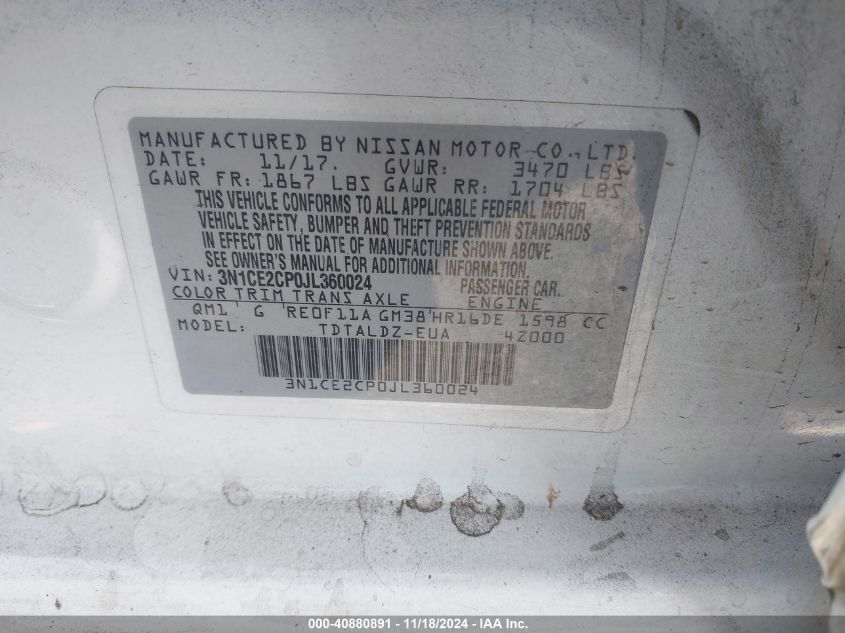 MANUFACTURED BY NISSAN MOTOR CO., LTD.
DATE: 11/17. GVWR: 3470 LBS
GAWR FR: 1867 LBS GAWR RR: 1704 LBS
THIS VEHICLE CONFORMS TO ALL APPLICABLE FEDERAL MOTOR
VEHICLE SAFETY, BUMPER AND THEFT PREVENTION STANDARDS
IN EFFECT ON THE DATE OF MANUFACTURE SHOWN ABOVE.
SEE OWNER'S MANUAL FOR ADDITIONAL INFORMATION.
VIN: 3N1CE2CP0JL360024 PASSENGER CAR.
COLOR TRIM TRANS AXLE ENGINE
QM1 G RE0F11A GM38 HR16DE 1598 CC
MODEL: TDTALDZ-EUA 42000
3N1CE2CP0JL360024
000-40880891 - 11/18/2024 - IAA Inc.